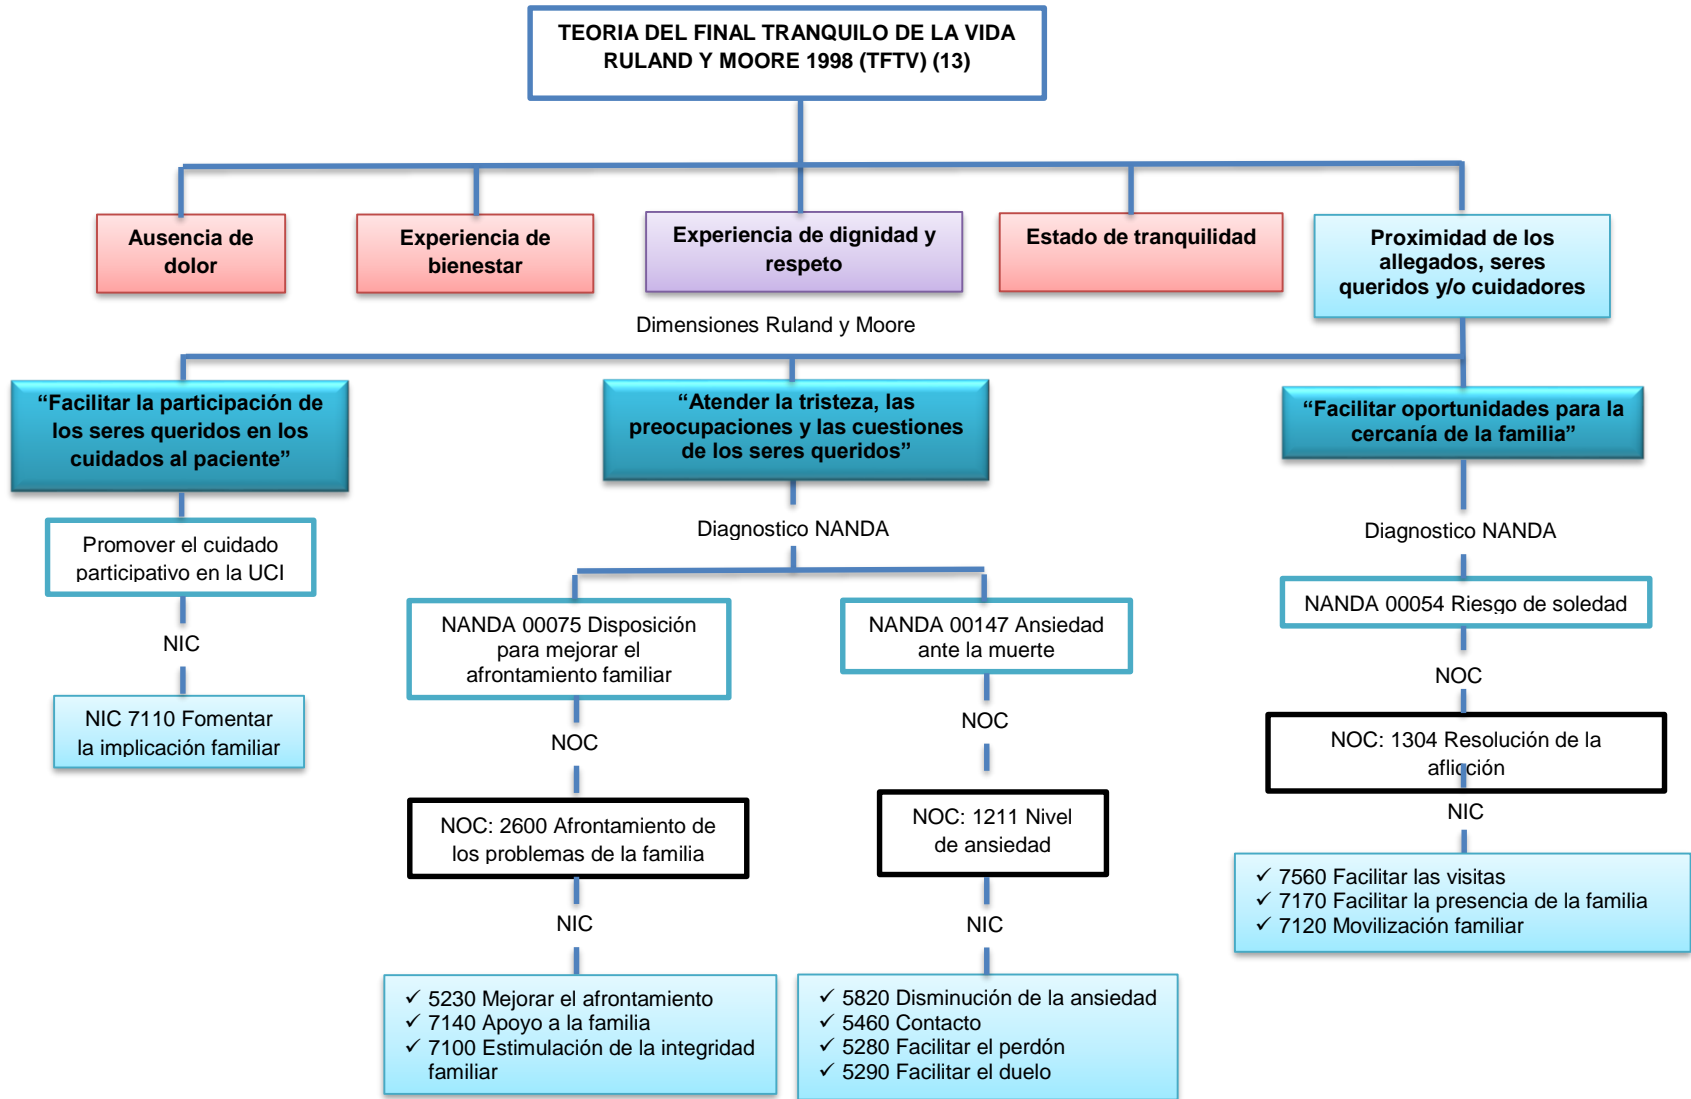 TEORIA DEL FINAL TRANQUILO DE LA VIDA
RULAND Y MOORE 1998 (TFTV) (13)
Ausencia de
dolor
Experiencia de
bienestar
Experiencia de dignidad y
respeto
Estado de tranquilidad
Proximidad de los
allegados, seres
queridos y/o cuidadores
Dimensiones Ruland y Moore
“Facilitar la participación de
los seres queridos en los
cuidados al paciente”
“Atender la tristeza, las
preocupaciones y las cuestiones
de los seres queridos”
“Facilitar oportunidades para la
cercanía de la familia”
Promover el cuidado
participativo en la UCI
NIC
NIC 7110 Fomentar
la implicación familiar
Diagnostico NANDA
NANDA 00075 Disposición
para mejorar el
afrontamiento familiar
NOC
NOC: 2600 Afrontamiento de
los problemas de la familia
NIC
✓ 5230 Mejorar el afrontamiento
✓ 7140 Apoyo a la familia
✓ 7100 Estimulación de la integridad
familiar
NANDA 00147 Ansiedad
ante la muerte
NOC
NOC: 1211 Nivel
de ansiedad
NIC
✓ 5820 Disminución de la ansiedad
✓ 5460 Contacto
✓ 5280 Facilitar el perdón
✓ 5290 Facilitar el duelo
Diagnostico NANDA
NANDA 00054 Riesgo de soledad
NOC
NOC: 1304 Resolución de la
aflicción
NIC
✓ 7560 Facilitar las visitas
✓ 7170 Facilitar la presencia de la familia
✓ 7120 Movilización familiar